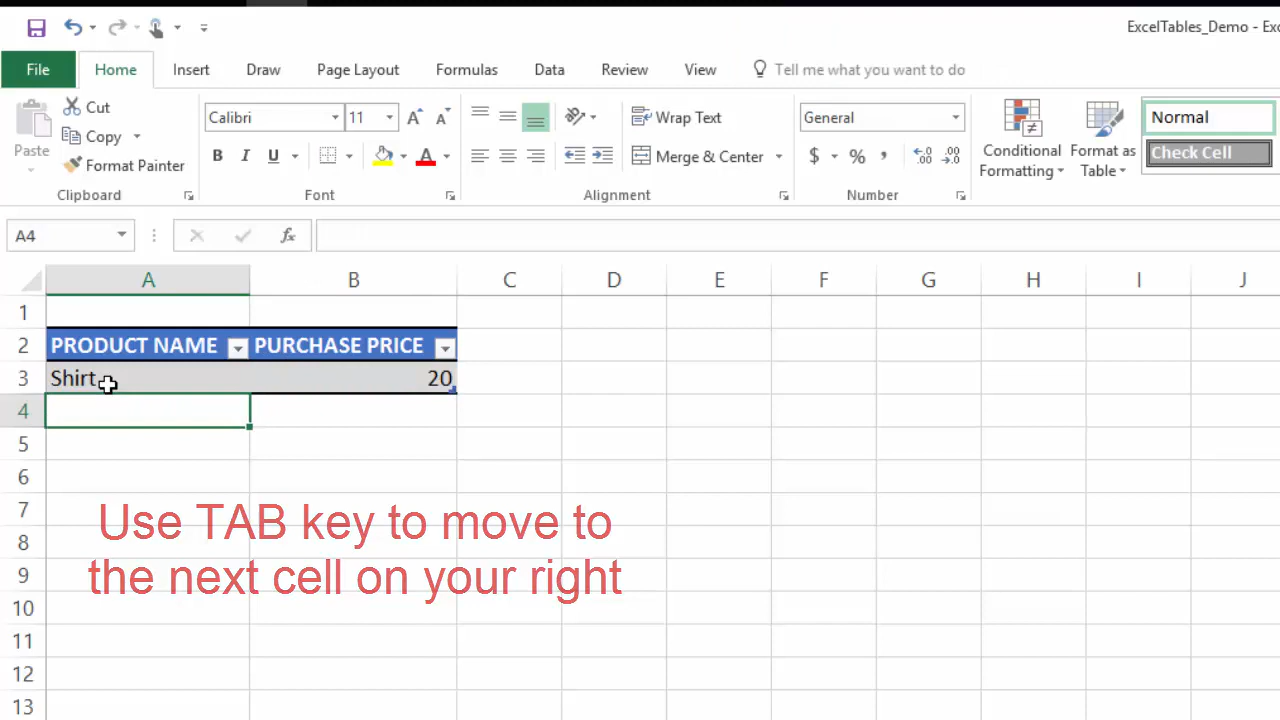 ExcelTables_Demo - Exc
File Home Insert Draw Page Layout Formulas Data Review View Tell me what you want to do
Paste
Cut
Copy
Format Painter
Clipboard
Calibri 11
B I U A
Font
Wrap Text
Merge & Center
Alignment
General
$ % ,
Number
Conditional Formatting
Format as Table
Normal
Check Cell
A4 fx
A B C D E F G H I J
1
2 PRODUCT NAME PURCHASE PRICE
3 Shirt 20
4
5
6
7
8
9
10
11
12
13
Use TAB key to move to
the next cell on your right